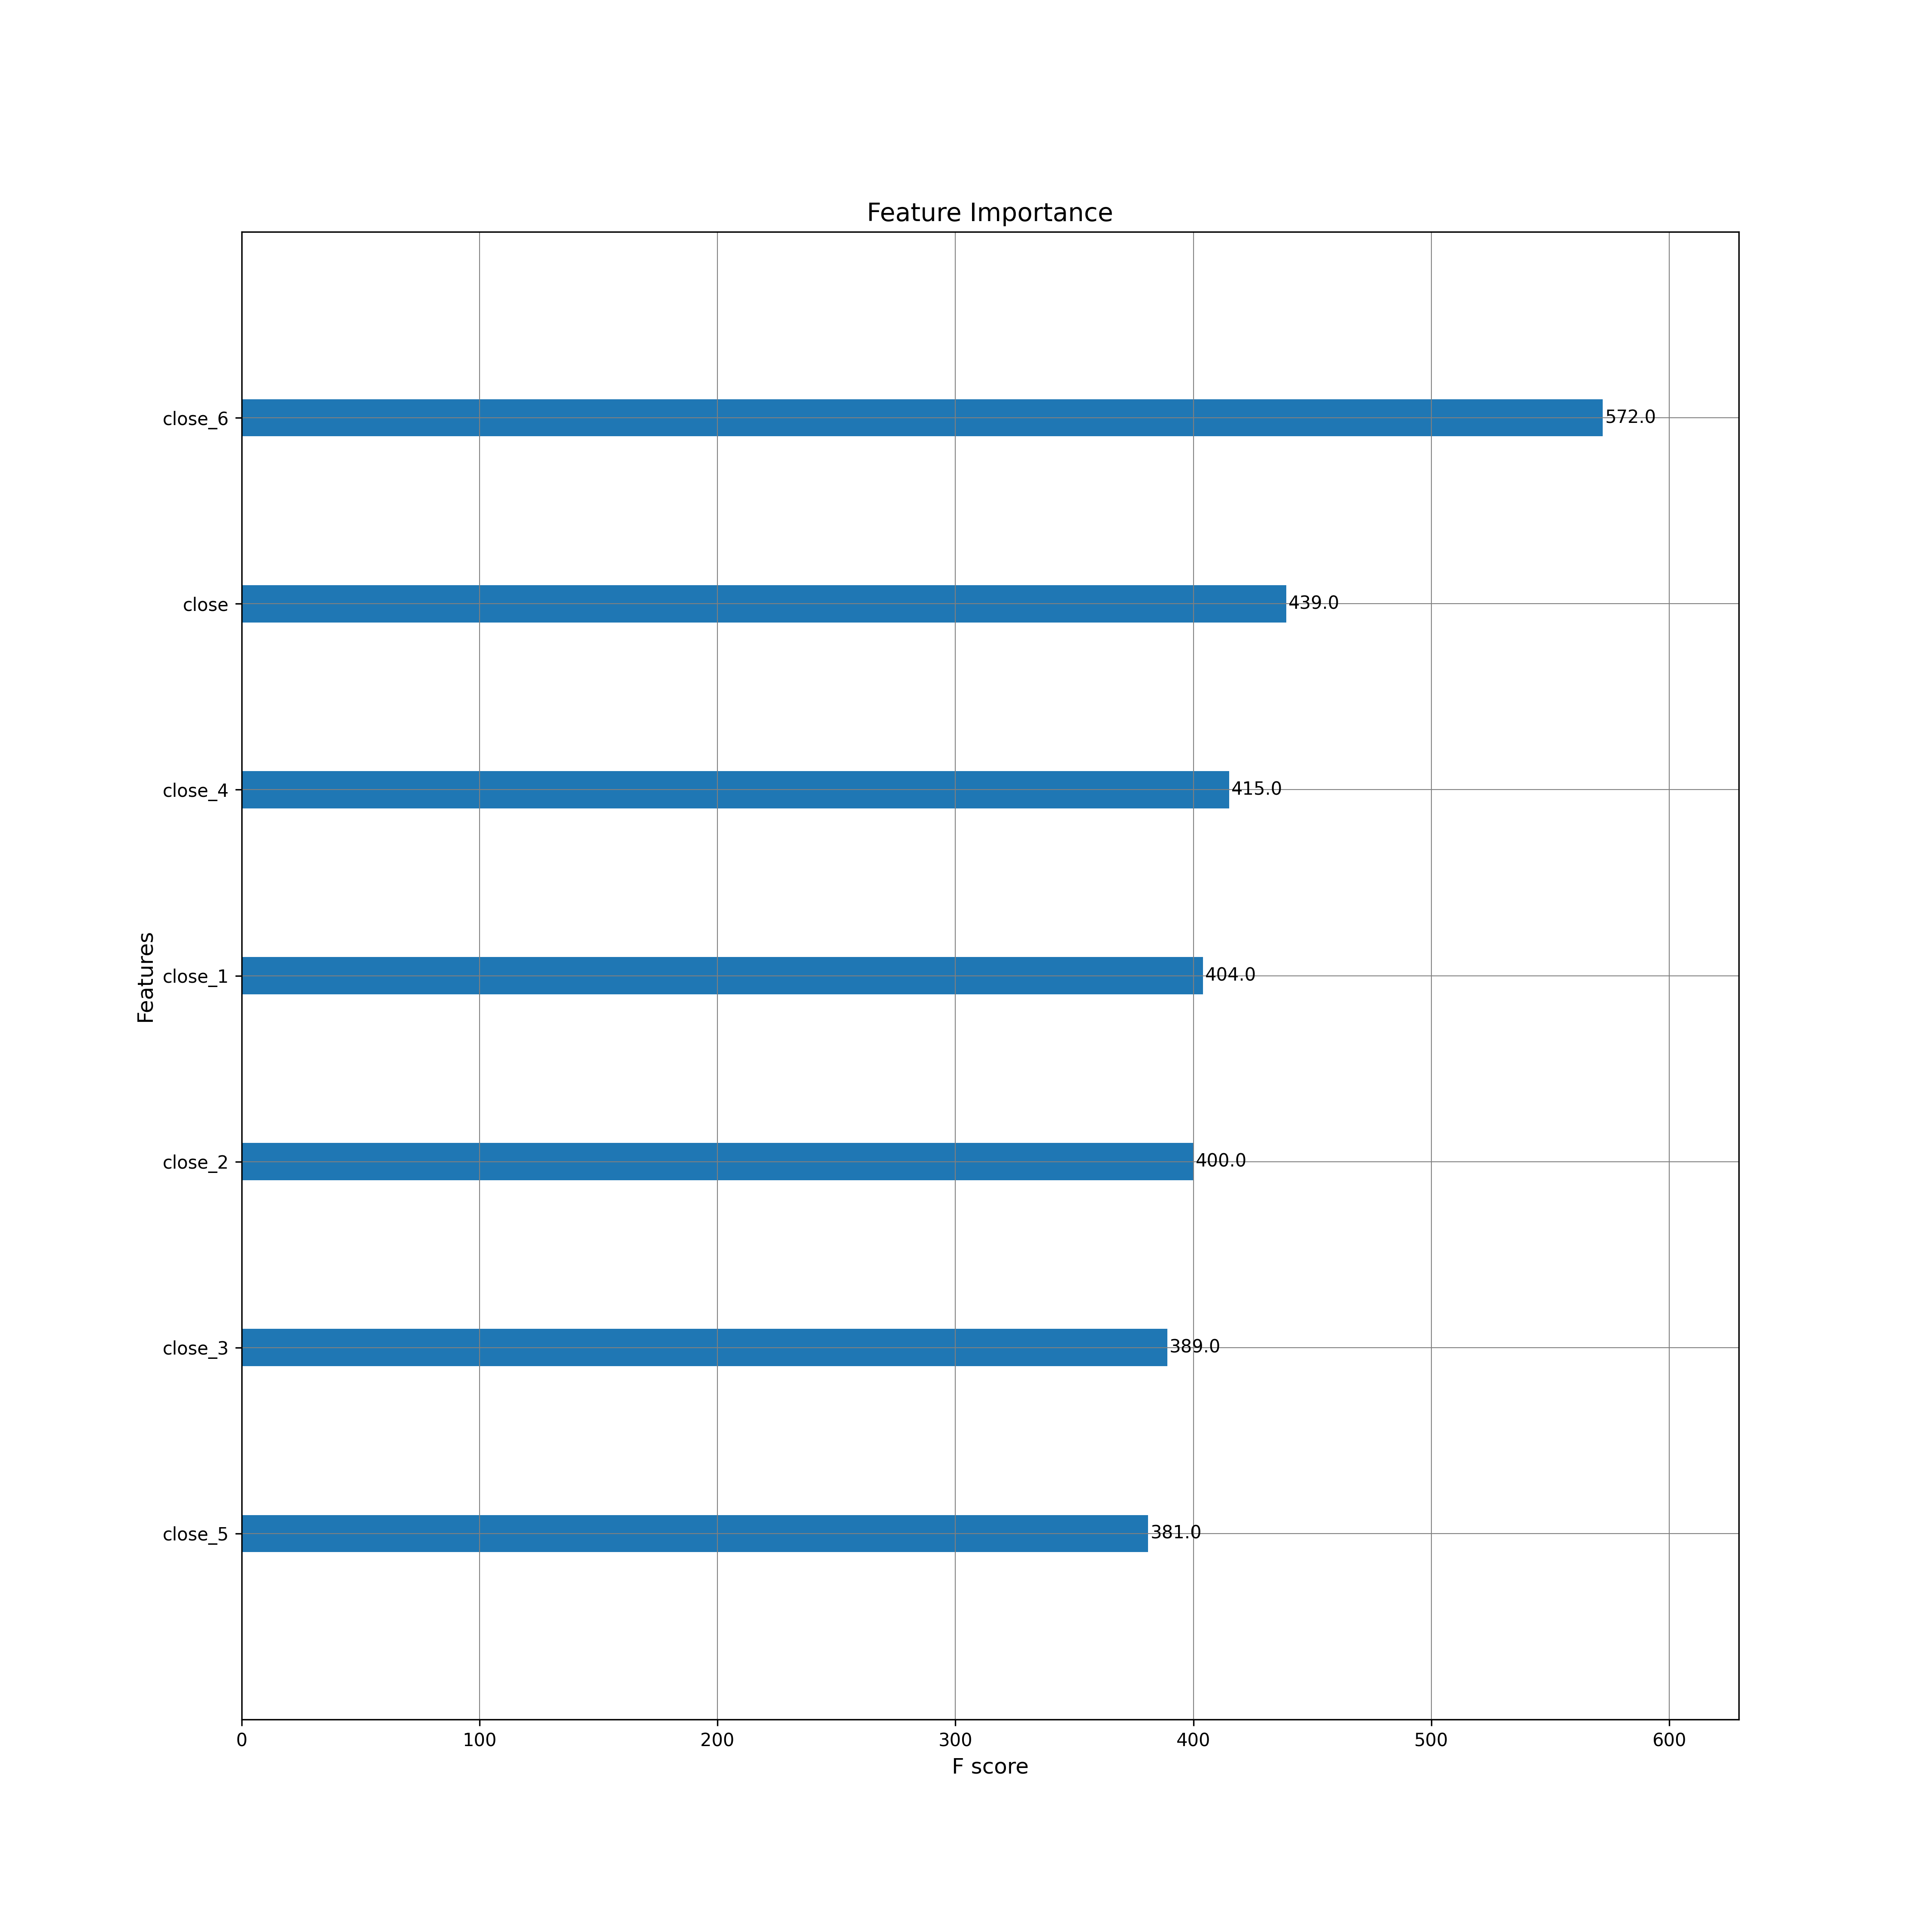 Feature Importance
close_6
572.0
close
439.0
close_4
415.0
close_1
404.0
Features
close_2
400.0
close_3
389.0
close_5
381.0
0 100 200 300 400 500 600
F score